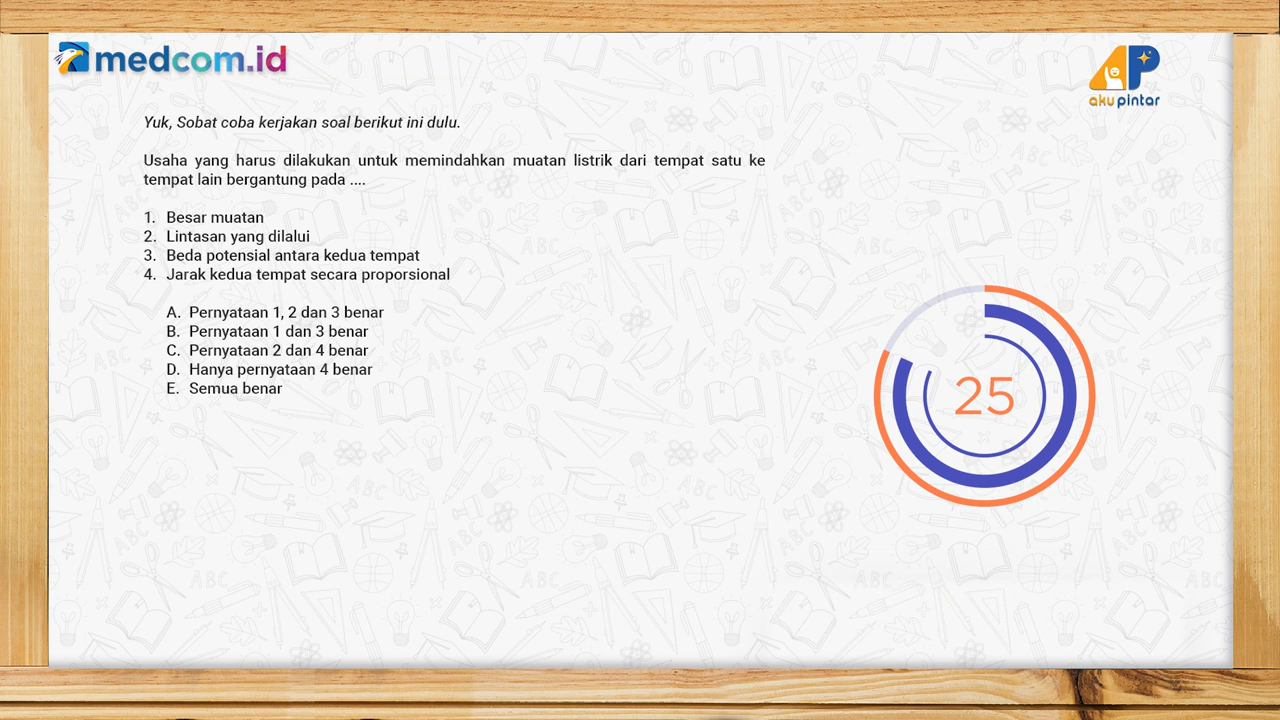 medcom.id
AP
aku pintar
Yuk, Sobat coba kerjakan soal berikut ini dulu.
Usaha yang harus dilakukan untuk memindahkan muatan listrik dari tempat satu ke
tempat lain bergantung pada ....
1. Besar muatan
2. Lintasan yang dilalui
3. Beda potensial antara kedua tempat
4. Jarak kedua tempat secara proporsional
A. Pernyataan 1, 2 dan 3 benar
B. Pernyataan 1 dan 3 benar
C. Pernyataan 2 dan 4 benar
D. Hanya pernyataan 4 benar
E. Semua benar
25